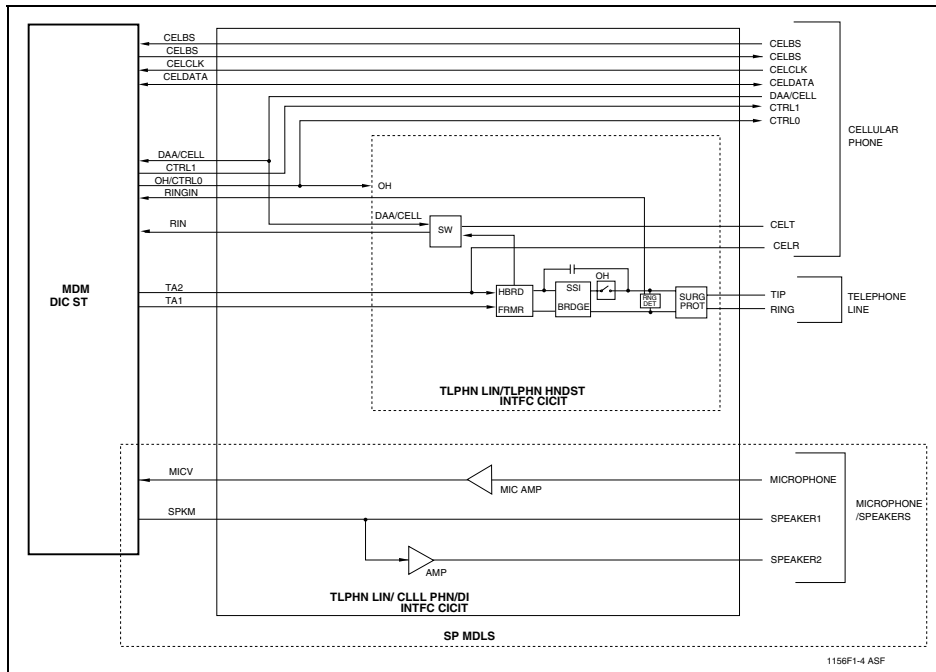 CELBS CELBS
CELBS CELBS
CELCLK CELCLK
CELDATA CELDATA
DAA/CELL
CTRL1
CTRL0
CELLULAR
PHONE
DAA/CELL
CTRL1
OH/CTRL0 OH
RINGIN
DAA/CELL
RIN SW CELT
CELR
MDM
DIC ST
TA2
TA1
HBRD
FRMR
SSI
BRDGE
OH
RNG
DET
SURG
PROT
TIP
RING
TELEPHONE
LINE
TLPHN LIN/TLPHN HNDST
INTFC CICIT
MICV MIC AMP MICROPHONE
MICROPHONE
/SPEAKERS
SPKM SPEAKER1
AMP SPEAKER2
TLPHN LIN/ CLLL PHN/DI
INTFC CICIT
SP MDLS
1156F1-4 ASF